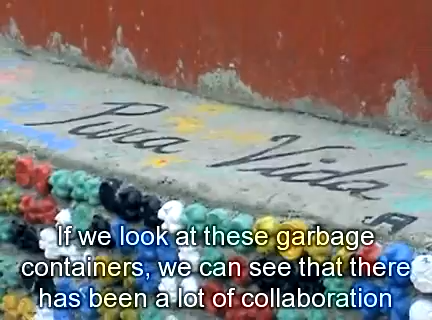 Pura Vida
If we look at these garbage
containers, we can see that there
has been a lot of collaboration